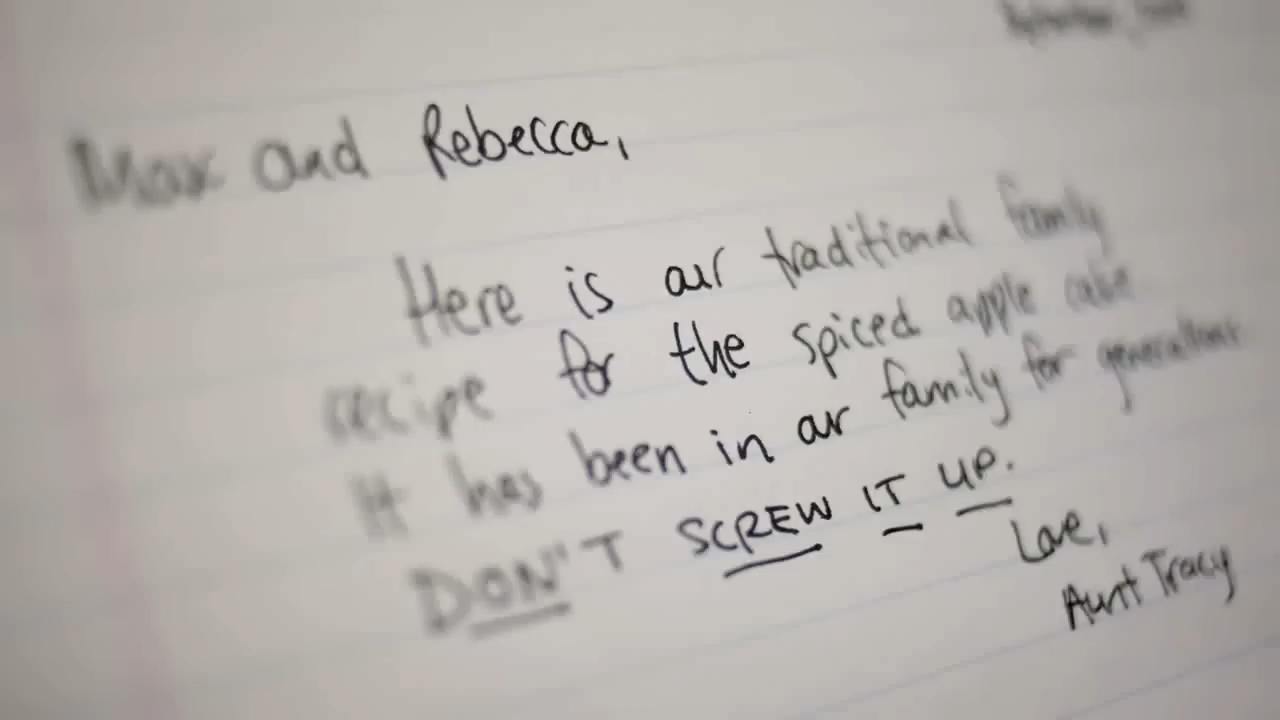 Max and Rebecca,
Here is our traditional family
recipe for the spiced apple cake
It has been in our family for generations
DON'T SCREW IT UP.
Love,
Aunt Tracy